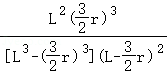 L²(3/2 r)³
[L³-(3/2 r)³](L-3/2 r)²